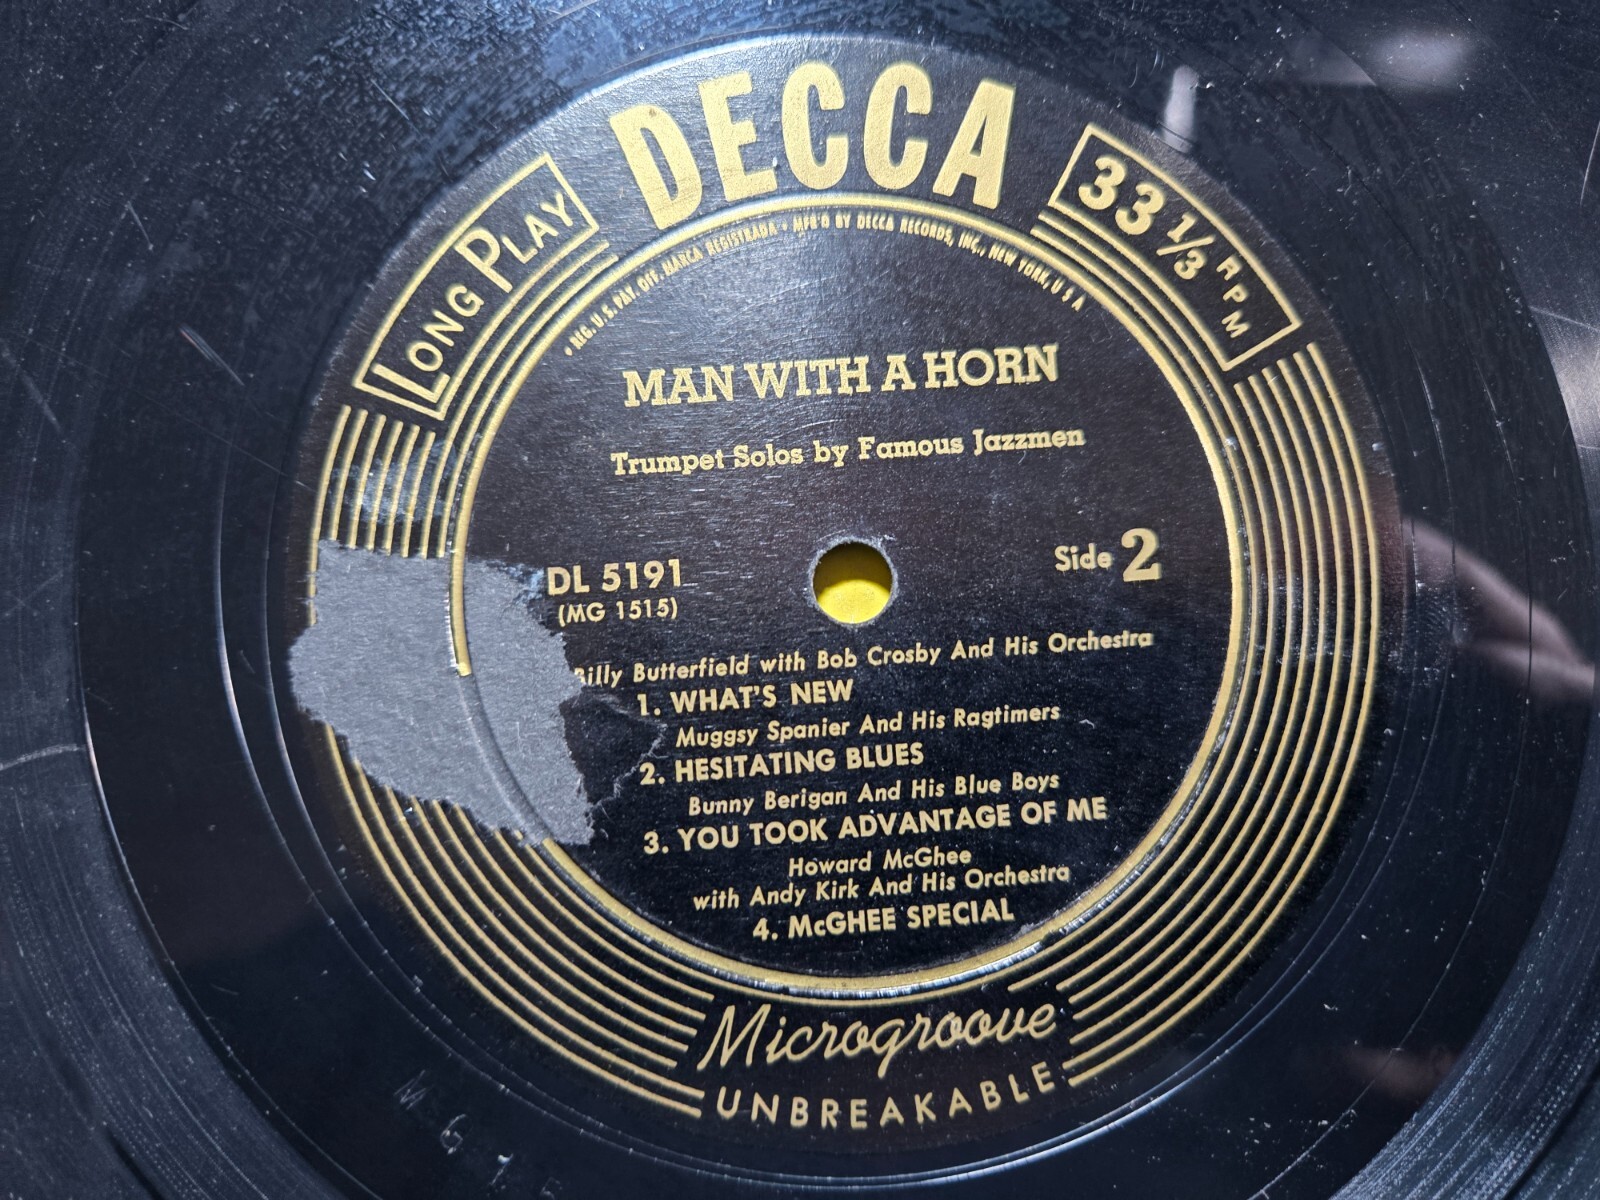 DECCA
LONG PLAY
33 1/3 RPM
• REG. U.S. PAT. OFF. MARCA REGISTRADA • MFR'D BY DECCA RECORDS, INC., NEW YORK, U S A
MAN WITH A HORN
Trumpet Solos by Famous Jazzmen
DL 5191
(MG 1515)
Side 2
Billy Butterfield with Bob Crosby And His Orchestra
1. WHAT'S NEW
Muggsy Spanier And His Ragtimers
2. HESITATING BLUES
Bunny Berigan And His Blue Boys
3. YOU TOOK ADVANTAGE OF ME
Howard McGhee
with Andy Kirk And His Orchestra
4. McGHEE SPECIAL
Microgroove
UNBREAKABLE
M G 1 5